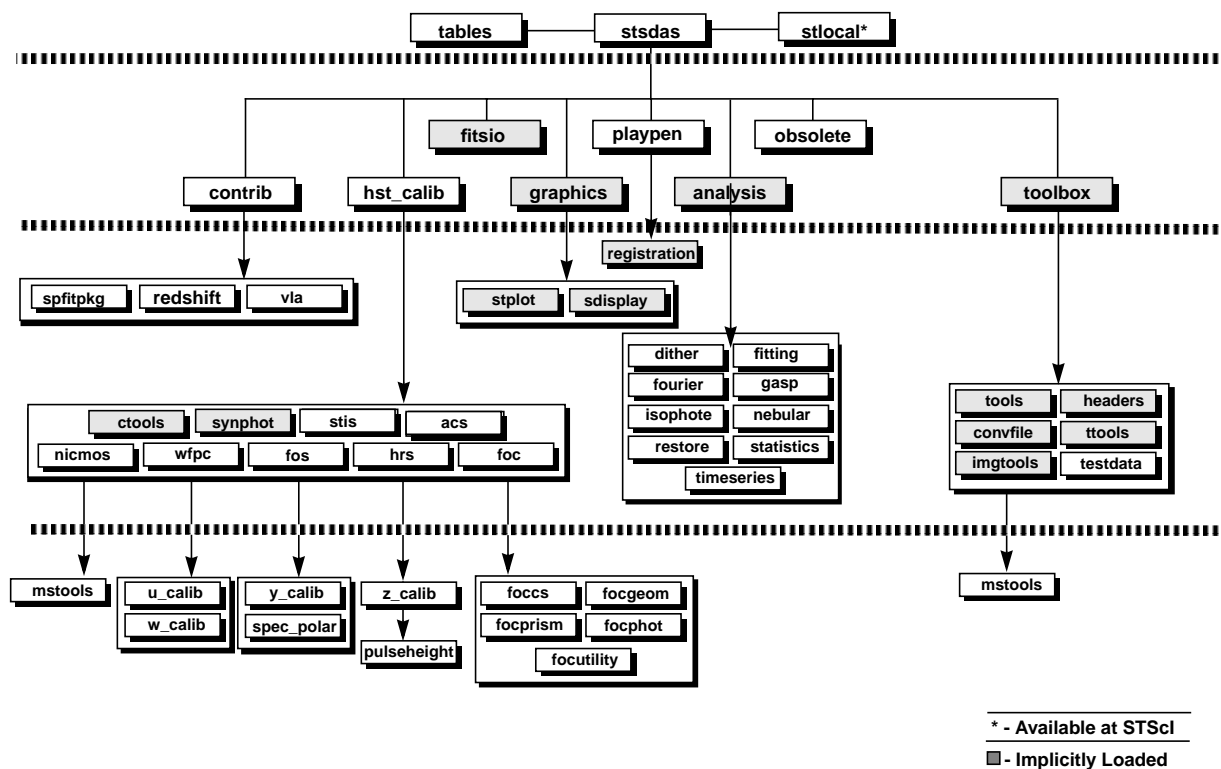 tables
stsdas
stlocal*
fitsio
playpen
obsolete
contrib
hst_calib
graphics
analysis
toolbox
registration
spfitpkg
redshift
vla
stplot
sdisplay
dither
fitting
fourier
gasp
isophote
nebular
restore
statistics
timeseries
tools
headers
convfile
ttools
imgtools
testdata
ctools
synphot
stis
acs
nicmos
wfpc
fos
hrs
foc
mstools
u_calib
w_calib
y_calib
spec_polar
z_calib
pulseheight
foccs
focgeom
focprism
focphot
focutility
mstools
* - Available at STScI
- Implicitly Loaded